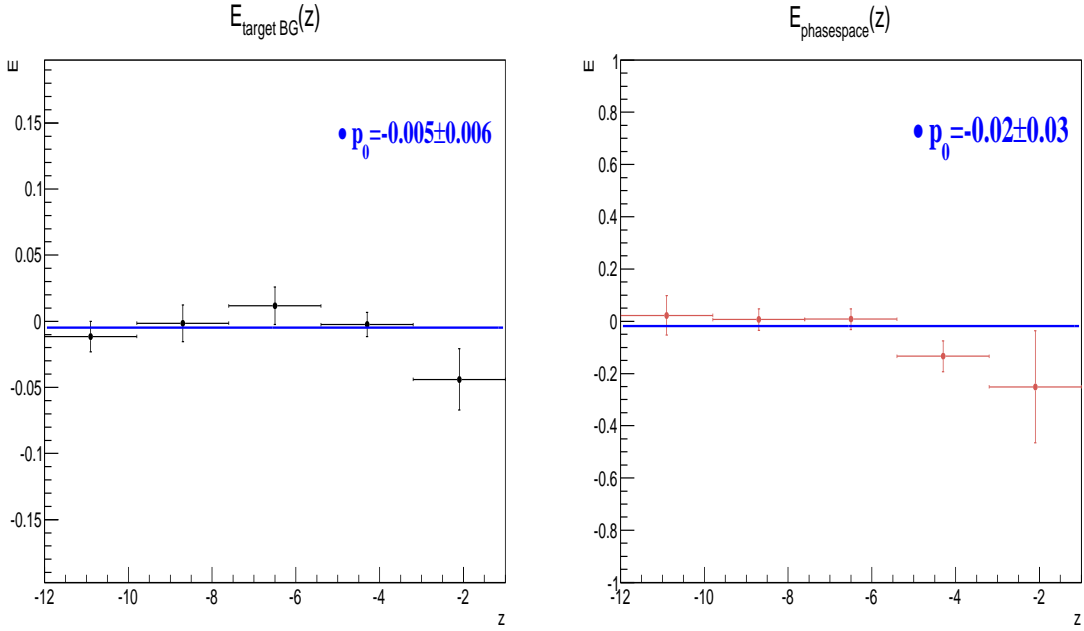 E_target BG(z)
E
p_0=-0.005±0.006
0.15
0.1
0.05
0
-0.05
-0.1
-0.15
-12 -10 -8 -6 -4 -2
z
E_phasespace(z)
E
p_0=-0.02±0.03
1
0.8
0.6
0.4
0.2
0
-0.2
-0.4
-0.6
-0.8
-1
-12 -10 -8 -6 -4 -2
z